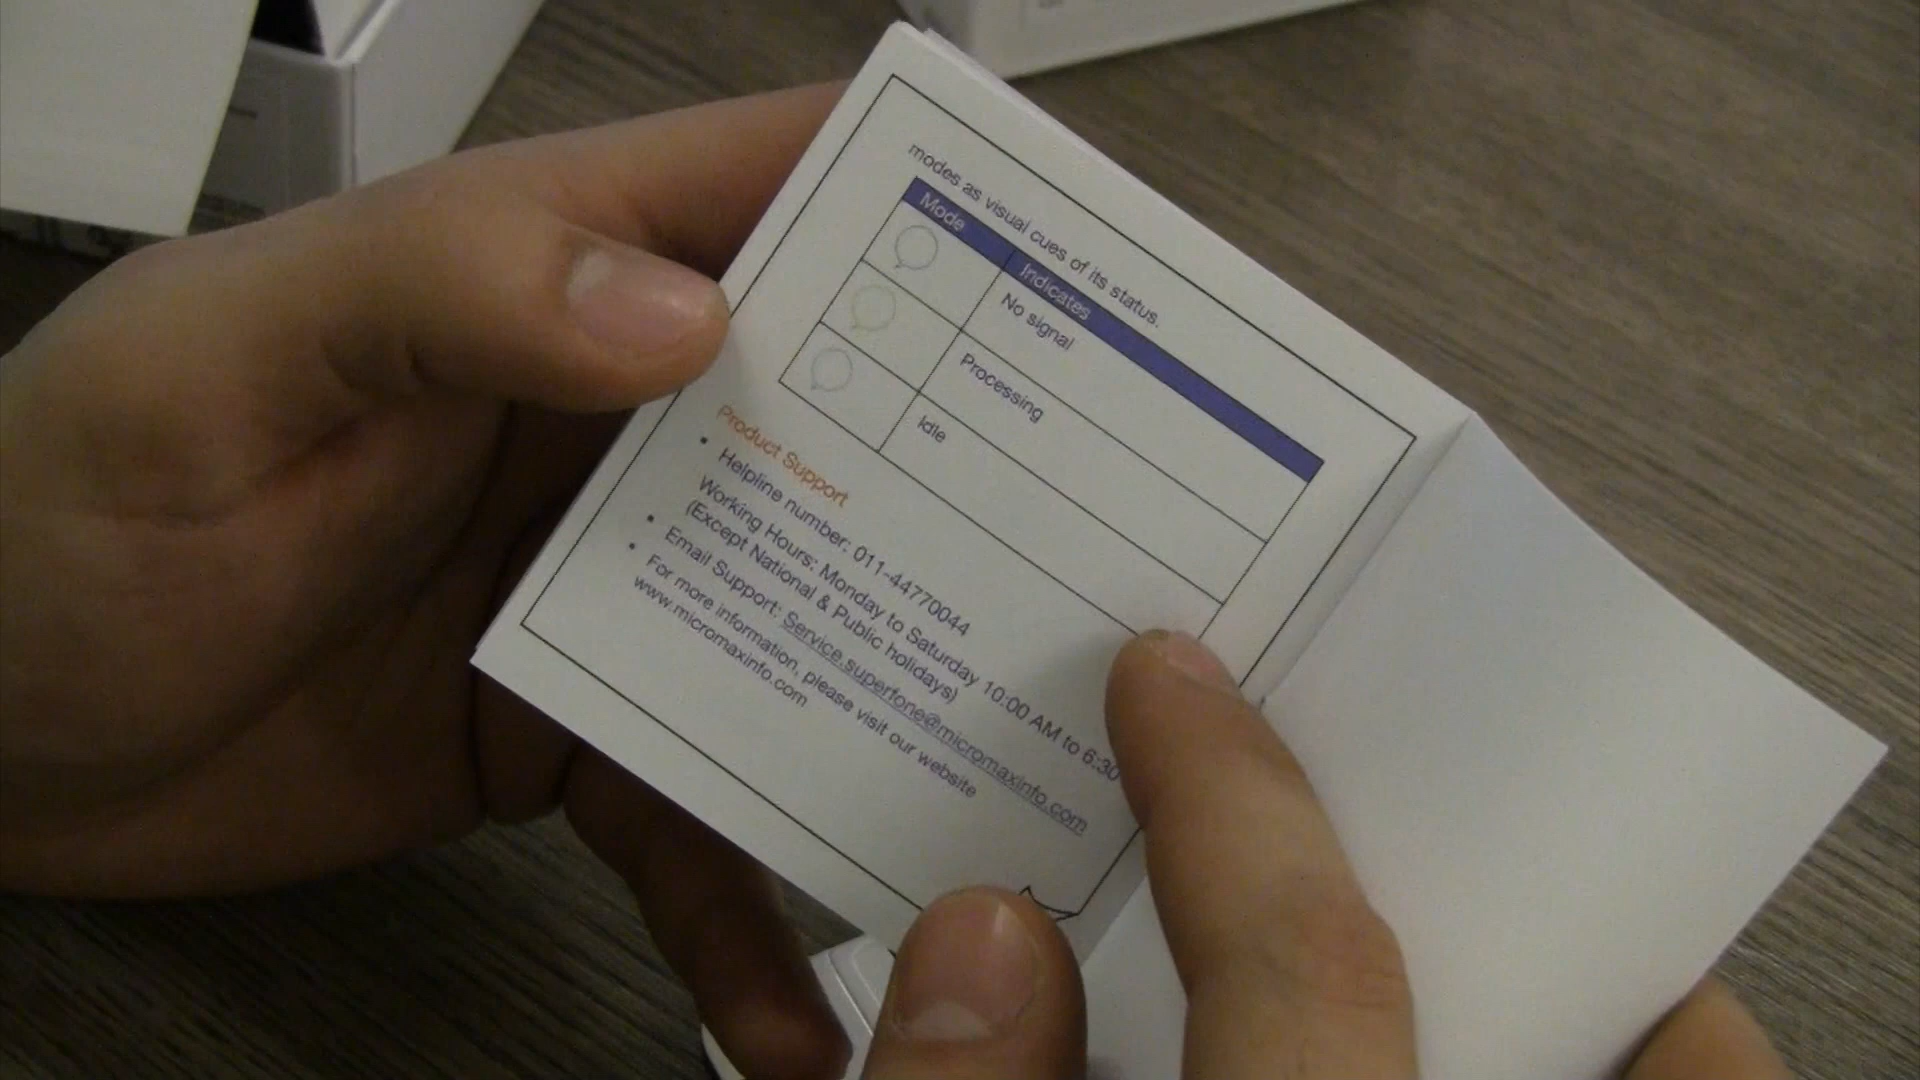 modes as visual cues of its status.
Mode Indicates
No signal
Processing
Idle
Product Support
• Helpline number: 011-44770044
Working Hours: Monday to Saturday 10:00 AM to 6:30
(Except National & Public holidays)
• Email Support: Service.superfone@micromaxinfo.com
• For more information, please visit our website
www.micromaxinfo.com